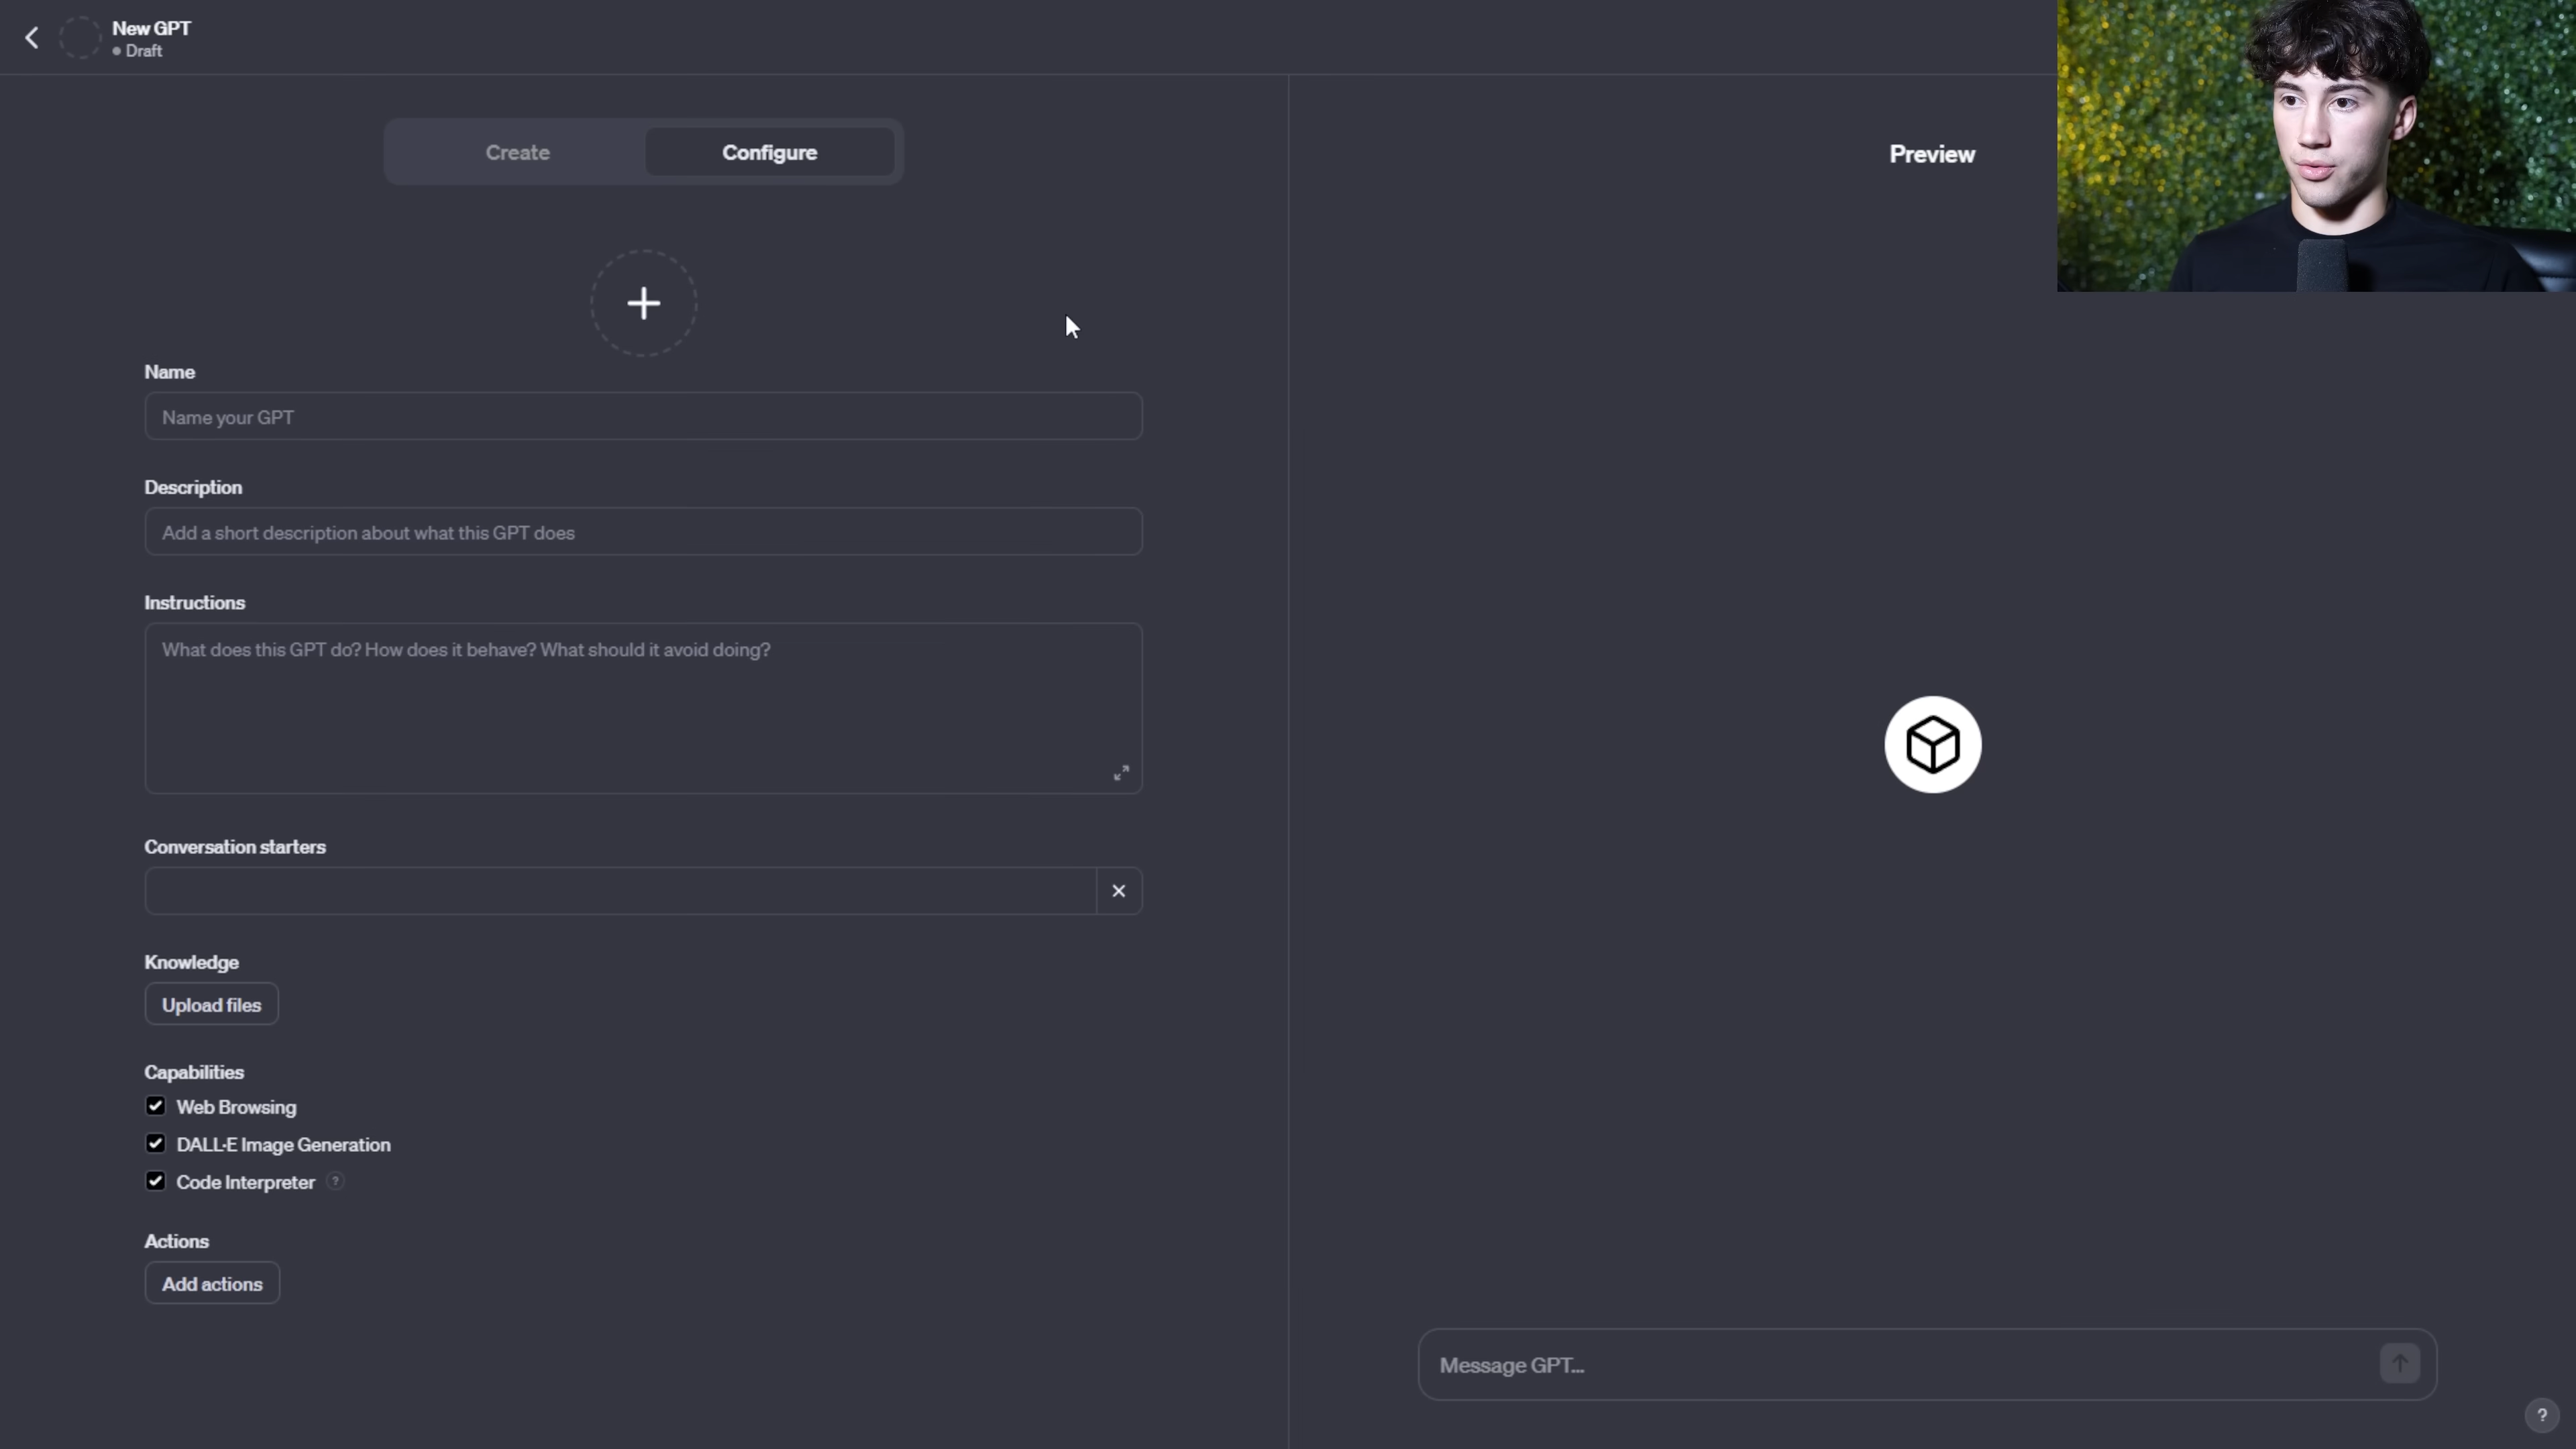 New GPT
Draft
Create
Configure
Preview
Name
Name your GPT
Description
Add a short description about what this GPT does
Instructions
What does this GPT do? How does it behave? What should it avoid doing?
Conversation starters
Knowledge
Upload files
Capabilities
Web Browsing
DALL·E Image Generation
Code Interpreter ?
Actions
Add actions
Message GPT...
?